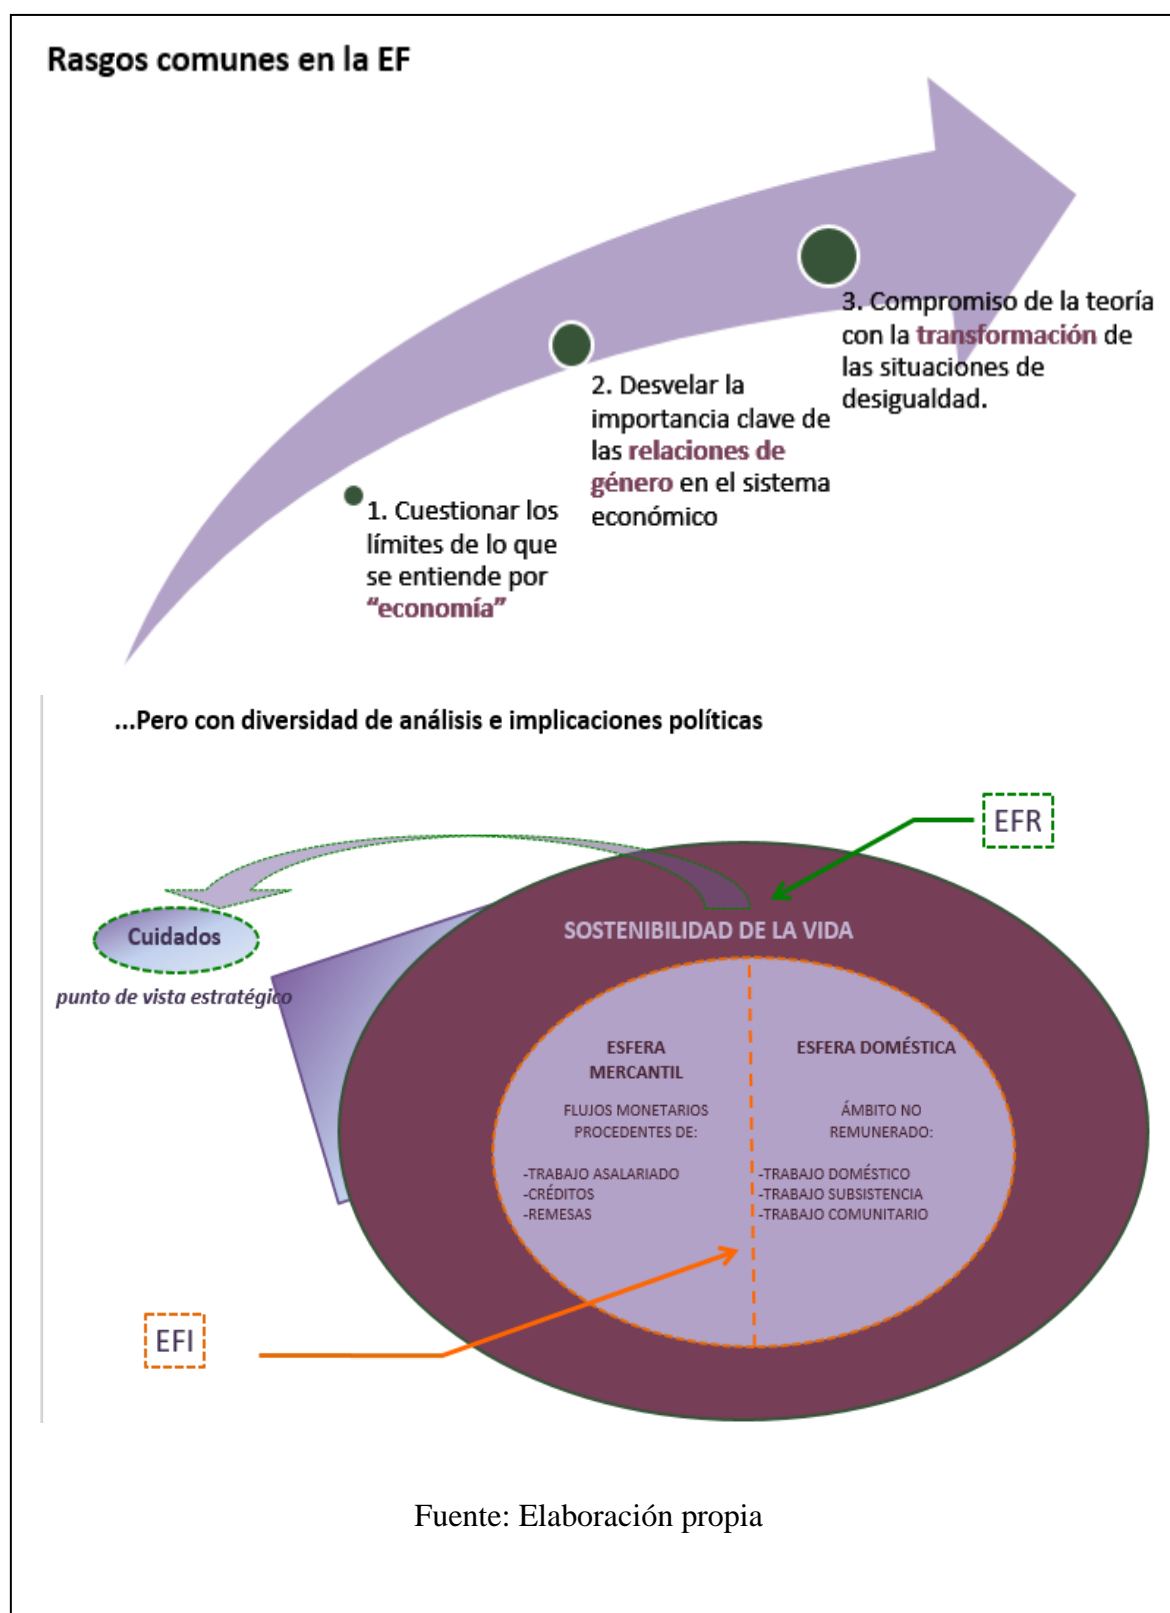 Rasgos comunes en la EF
3. Compromiso de la teoría
con la transformación de
las situaciones de
desigualdad.
2. Desvelar la
importancia clave de
las relaciones de
género en el sistema
económico
1. Cuestionar los
límites de lo que
se entiende por
“economía”
...Pero con diversidad de análisis e implicaciones políticas
EFR
Cuidados
punto de vista estratégico
SOSTENIBILIDAD DE LA VIDA
ESFERA
MERCANTIL
FLUJOS MONETARIOS
PROCEDENTES DE:
-TRABAJO ASALARIADO
-CRÉDITOS
-REMESAS
ESFERA DOMÉSTICA
ÁMBITO NO
REMUNERADO:
-TRABAJO DOMÉSTICO
-TRABAJO SUBSISTENCIA
-TRABAJO COMUNITARIO
EFI
Fuente: Elaboración propia